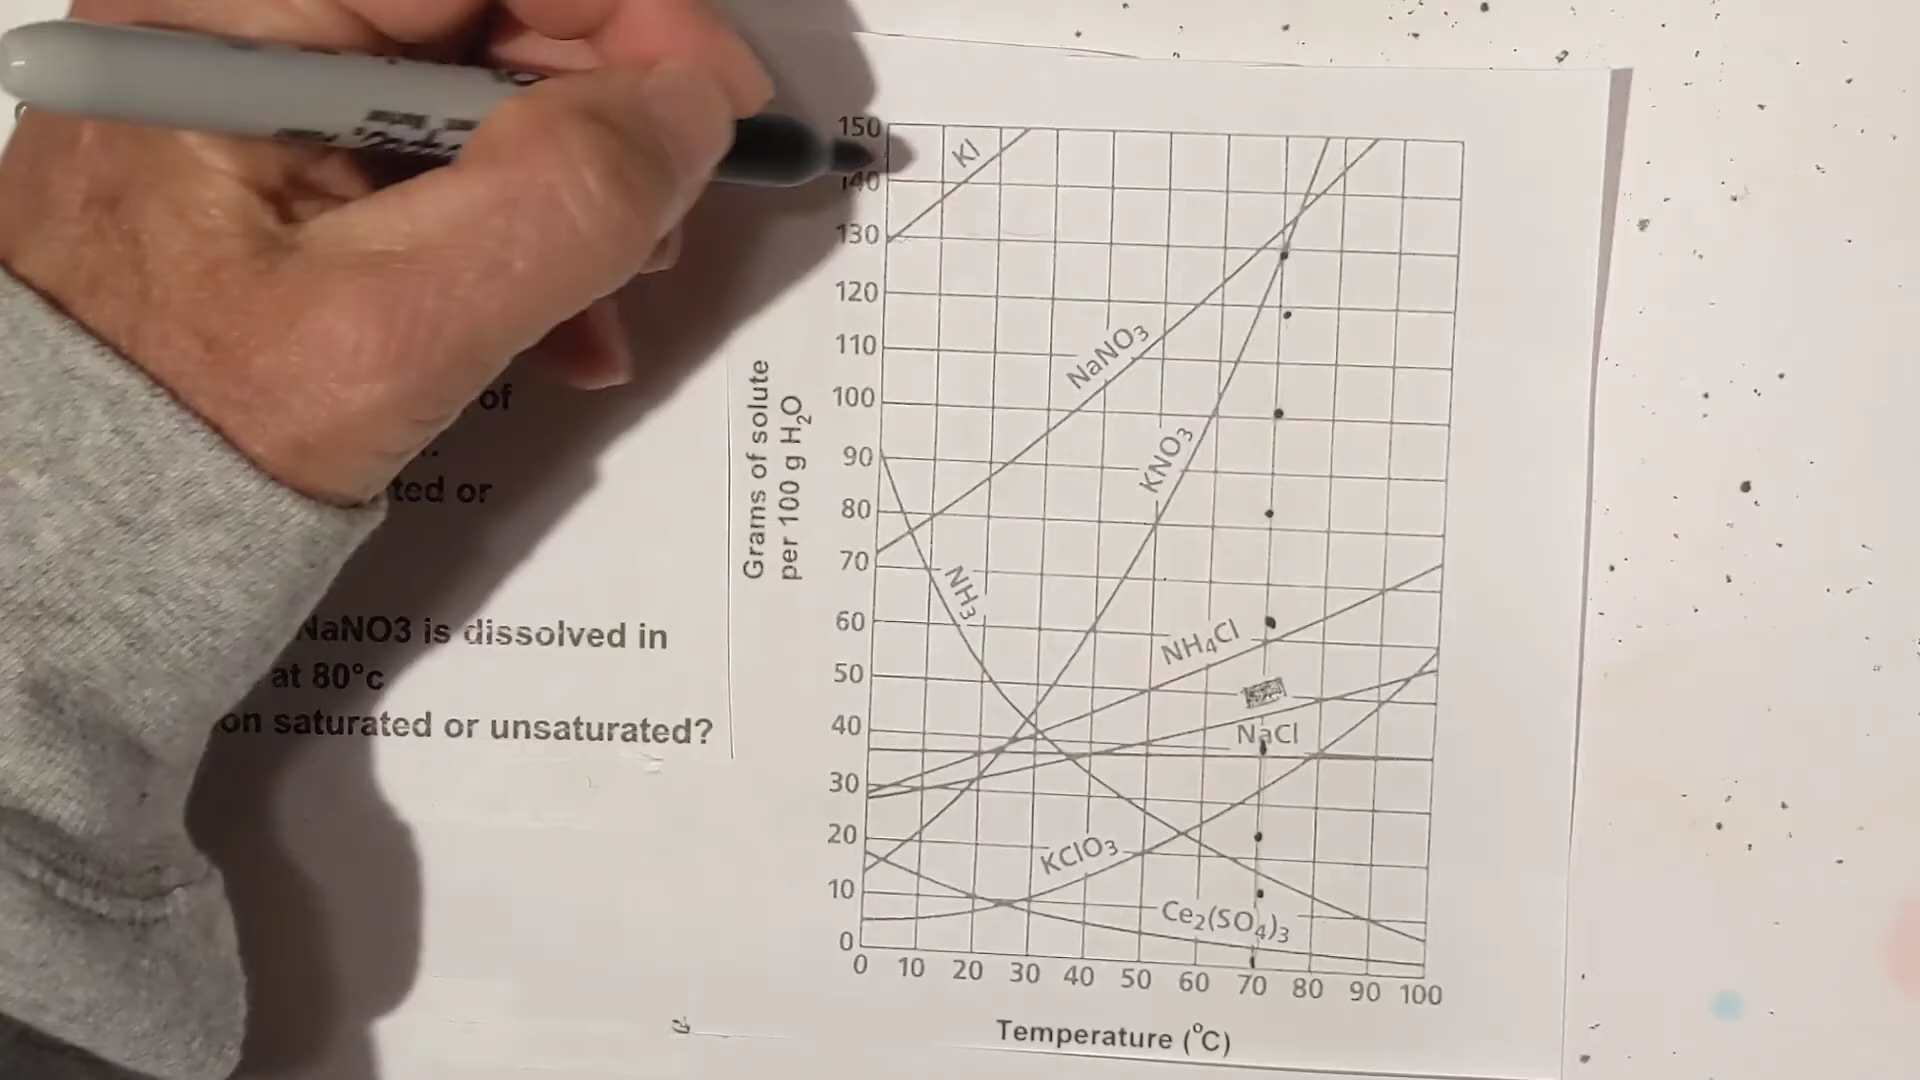 of
ted or
NaNO3 is dissolved in
at 80°c
on saturated or unsaturated?
Grams of solute
per 100 g H₂O
150
140
130
120
110
100
90
80
70
60
50
40
30
20
10
0
KI
NaNO₃
KNO₃
NH₃
NH₄Cl
NaCl
KClO₃
Ce₂(SO₄)₃
0 10 20 30 40 50 60 70 80 90 100
Temperature (°C)